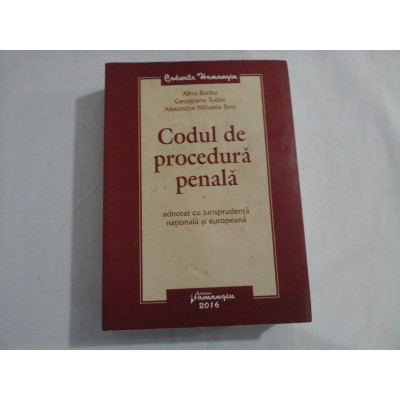 Codurile Hamangiu
Alina Barbu
Georgiana Tudor
Alexandra Mihaela Șinc
Codul de
procedură
penală
adnotat cu jurisprudență
națională și europeană
Editura
Hamangiu
2016